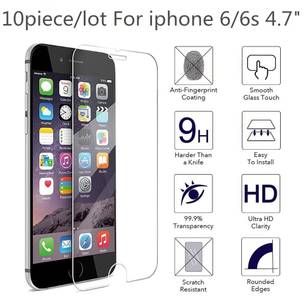 10piece/lot For iphone 6/6s 4.7"
Anti-Fingerprint
Coating
Smooth
Glass Touch
9H
Harder Than
a Knife
Easy
To Install
99.9%
Transparency
HD
Ultra HD
Clarity
Scratch
Resistant
Rounded
Edges